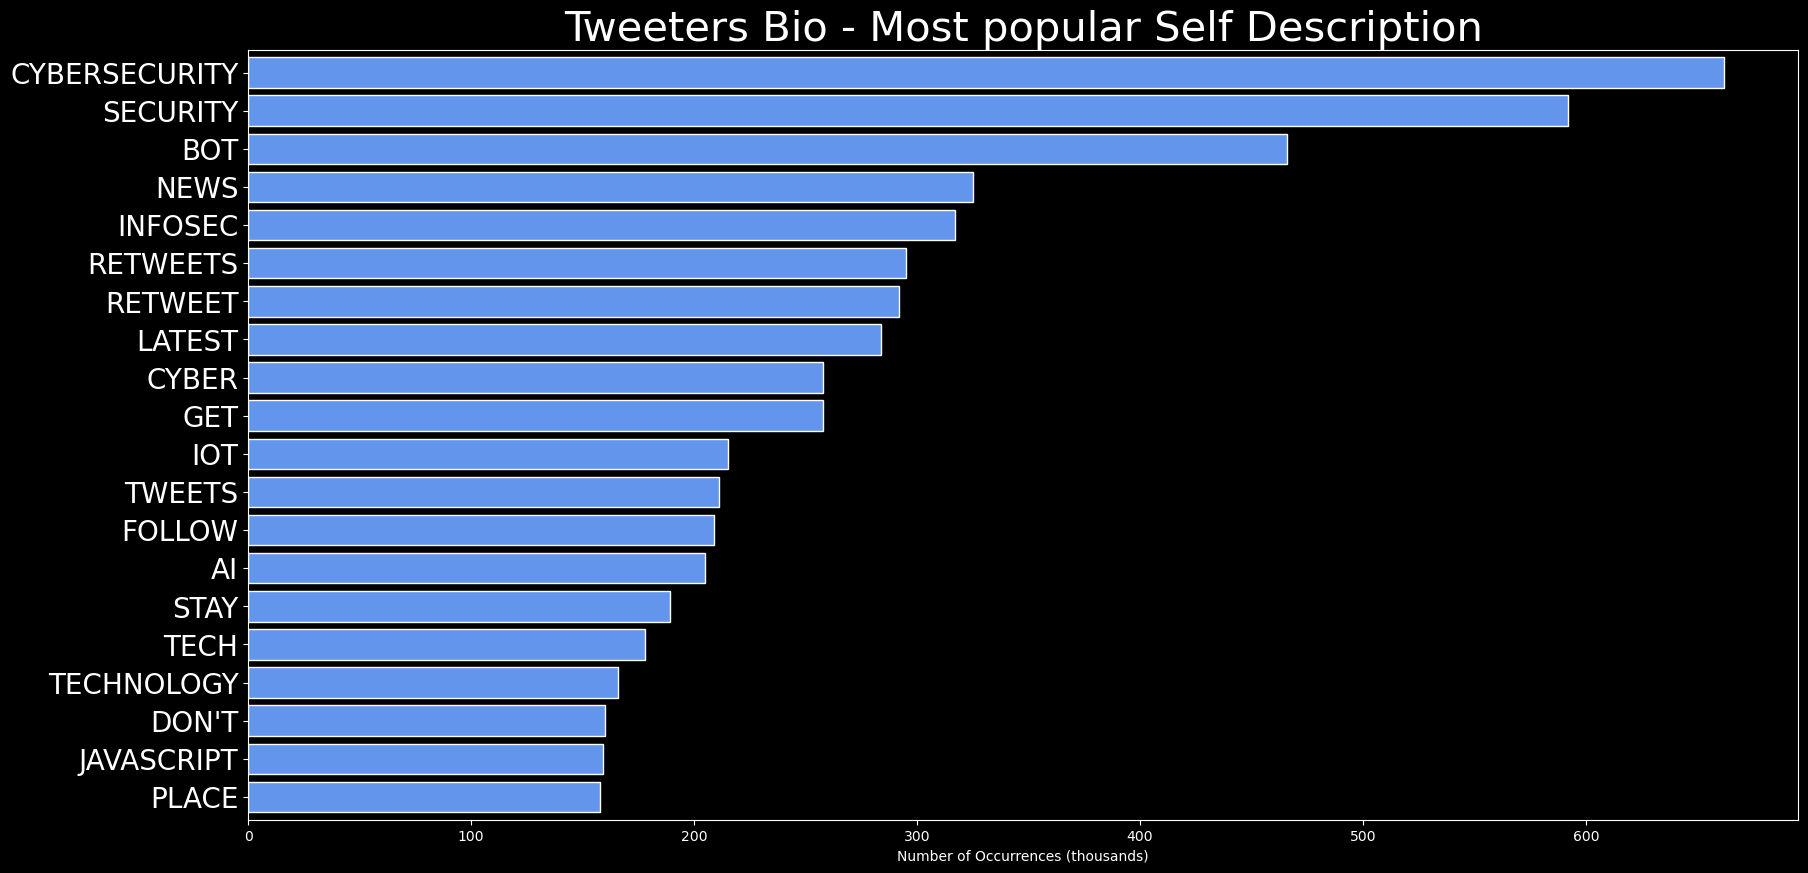 Tweeters Bio - Most popular Self Description
CYBERSECURITY
SECURITY
BOT
NEWS
INFOSEC
RETWEETS
RETWEET
LATEST
CYBER
GET
IOT
TWEETS
FOLLOW
AI
STAY
TECH
TECHNOLOGY
DON'T
JAVASCRIPT
PLACE
0 100 200 300 400 500 600
Number of Occurrences (thousands)